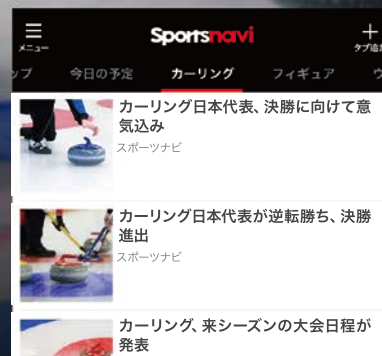 Sportsnavi
メニュー
タブ追加
ップ 今日の予定 カーリング フィギュア
カーリング日本代表、決勝に向けて意
気込み
スポーツナビ
カーリング日本代表が逆転勝ち、決勝
進出
スポーツナビ
カーリング、来シーズンの大会日程が
発表